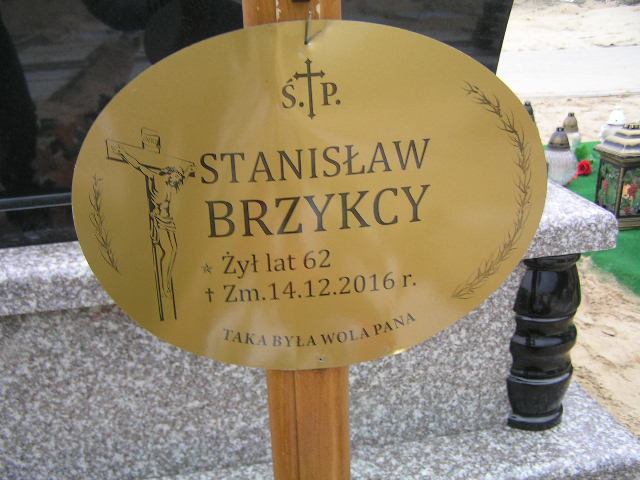 Ś.P.
STANISŁAW
BRZYKCY
☆ Żył lat 62
† Zm.14.12.2016 r.
TAKA BYŁA WOLA PANA